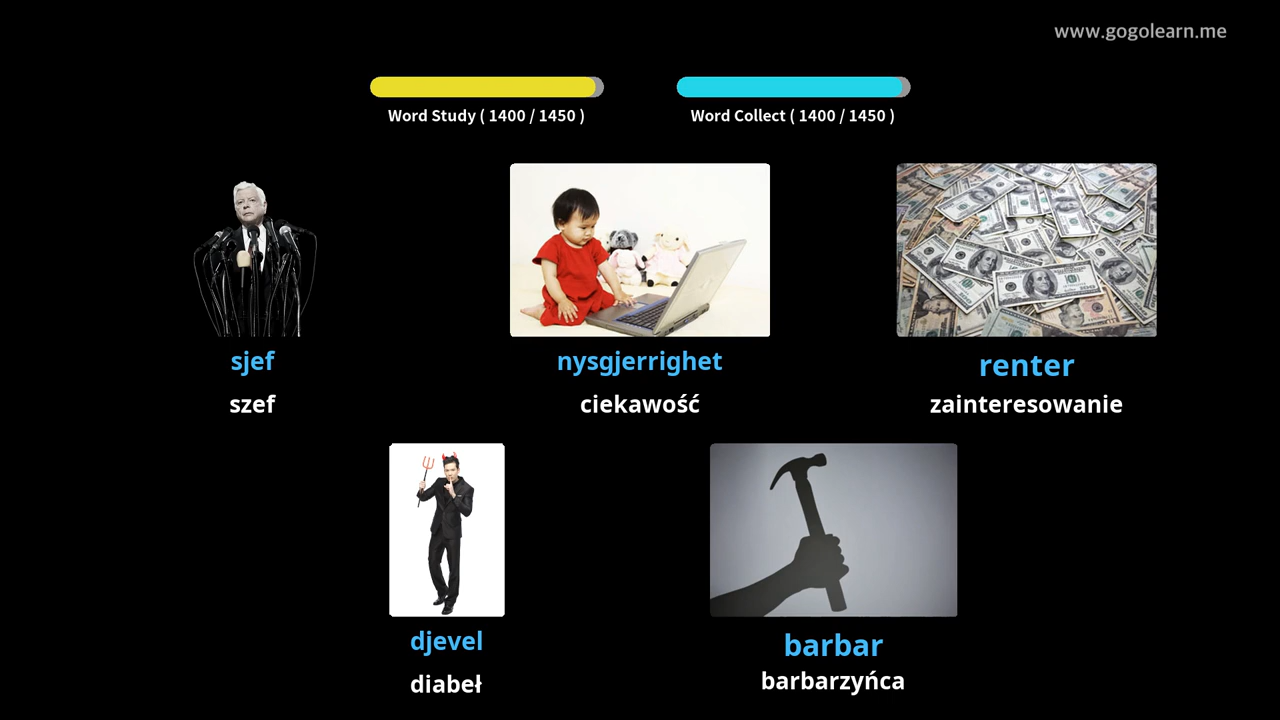 www.gogolearn.me
Word Study ( 1400 / 1450 )
Word Collect ( 1400 / 1450 )
sjef
szef
nysgjerrighet
ciekawość
renter
zainteresowanie
djevel
diabeł
barbar
barbarzyńca